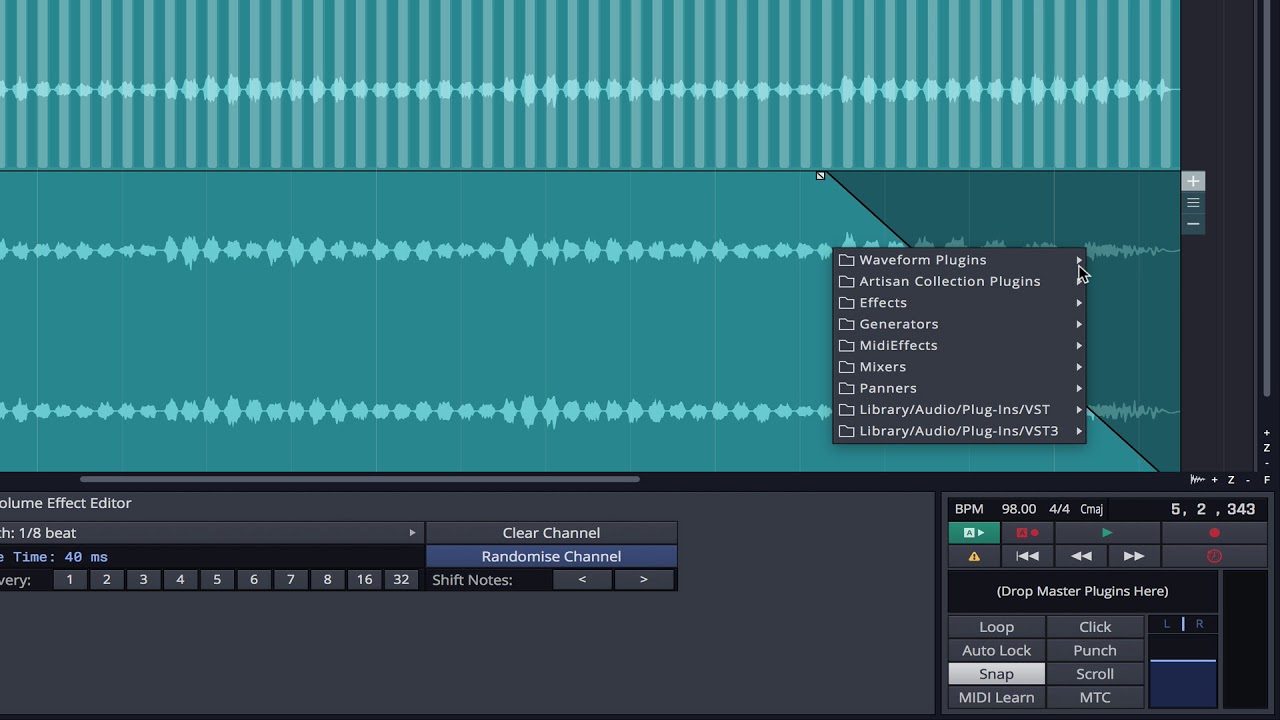 Waveform Plugins
Artisan Collection Plugins
Effects
Generators
MidiEffects
Mixers
Panners
Library/Audio/Plug-Ins/VST
Library/Audio/Plug-Ins/VST3
+
Z
-
+ Z - F
olume Effect Editor
th: 1/8 beat
Clear Channel
e Time: 40 ms
Randomise Channel
very: 1 2 3 4 5 6 7 8 16 32 Shift Notes: < >
BPM 98.00 4/4 Cmaj 5, 2 , 343
A A
(Drop Master Plugins Here)
Loop Click L R
Auto Lock Punch
Snap Scroll
MIDI Learn MTC